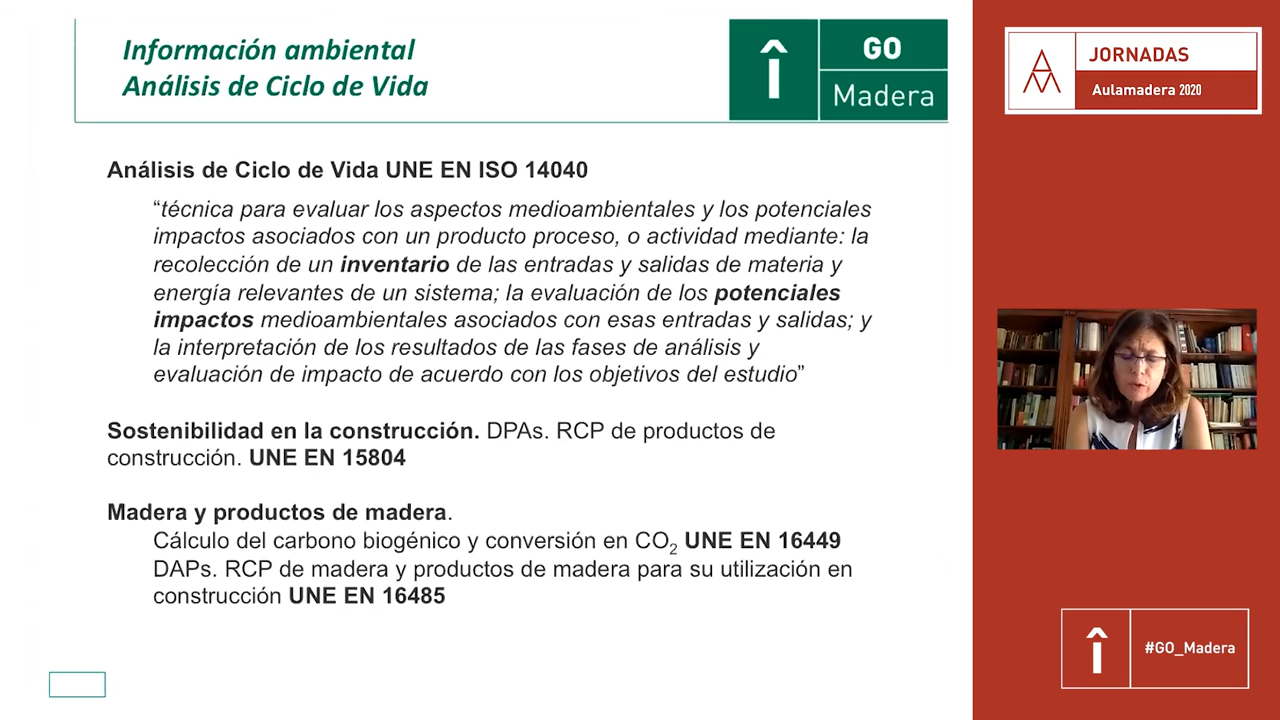 Información ambiental
Análisis de Ciclo de Vida
GO
Madera
JORNADAS
Aulamadera 2020
Análisis de Ciclo de Vida UNE EN ISO 14040
“técnica para evaluar los aspectos medioambientales y los potenciales
impactos asociados con un producto proceso, o actividad mediante: la
recolección de un inventario de las entradas y salidas de materia y
energía relevantes de un sistema; la evaluación de los potenciales
impactos medioambientales asociados con esas entradas y salidas; y
la interpretación de los resultados de las fases de análisis y
evaluación de impacto de acuerdo con los objetivos del estudio”
Sostenibilidad en la construcción. DPAs. RCP de productos de
construcción. UNE EN 15804
Madera y productos de madera.
Cálculo del carbono biogénico y conversión en CO₂ UNE EN 16449
DAPs. RCP de madera y productos de madera para su utilización en
construcción UNE EN 16485
#GO_Madera